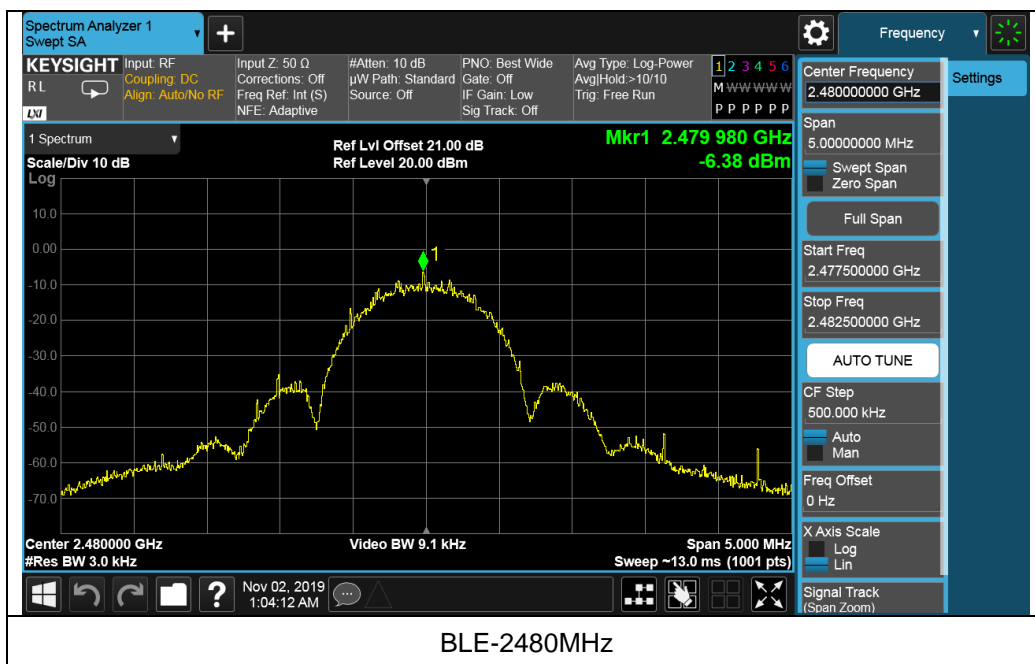 Spectrum Analyzer 1
Swept SA
Frequency
KEYSIGHT
RL
LXI
Input: RF
Coupling: DC
Align: Auto/No RF
Input Z: 50 Ω
Corrections: Off
Freq Ref: Int (S)
NFE: Adaptive
#Atten: 10 dB
µW Path: Standard
Source: Off
PNO: Best Wide
Gate: Off
IF Gain: Low
Sig Track: Off
Avg Type: Log-Power
Avg|Hold:>10/10
Trig: Free Run
1 2 3 4 5 6
M W W W W W
P P P P P P
1 Spectrum
Scale/Div 10 dB
Log
Ref Lvl Offset 21.00 dB
Ref Level 20.00 dBm
Mkr1 2.479 980 GHz
-6.38 dBm
1
10.0
0.00
-10.0
-20.0
-30.0
-40.0
-50.0
-60.0
-70.0
Center 2.480000 GHz
#Res BW 3.0 kHz
Video BW 9.1 kHz
Span 5.000 MHz
Sweep ~13.0 ms (1001 pts)
Nov 02, 2019
1:04:12 AM
Center Frequency
2.480000000 GHz
Settings
Span
5.00000000 MHz
Swept Span
Zero Span
Full Span
Start Freq
2.477500000 GHz
Stop Freq
2.482500000 GHz
AUTO TUNE
CF Step
500.000 kHz
Auto
Man
Freq Offset
0 Hz
X Axis Scale
Log
Lin
Signal Track
(Span Zoom)
BLE-2480MHz